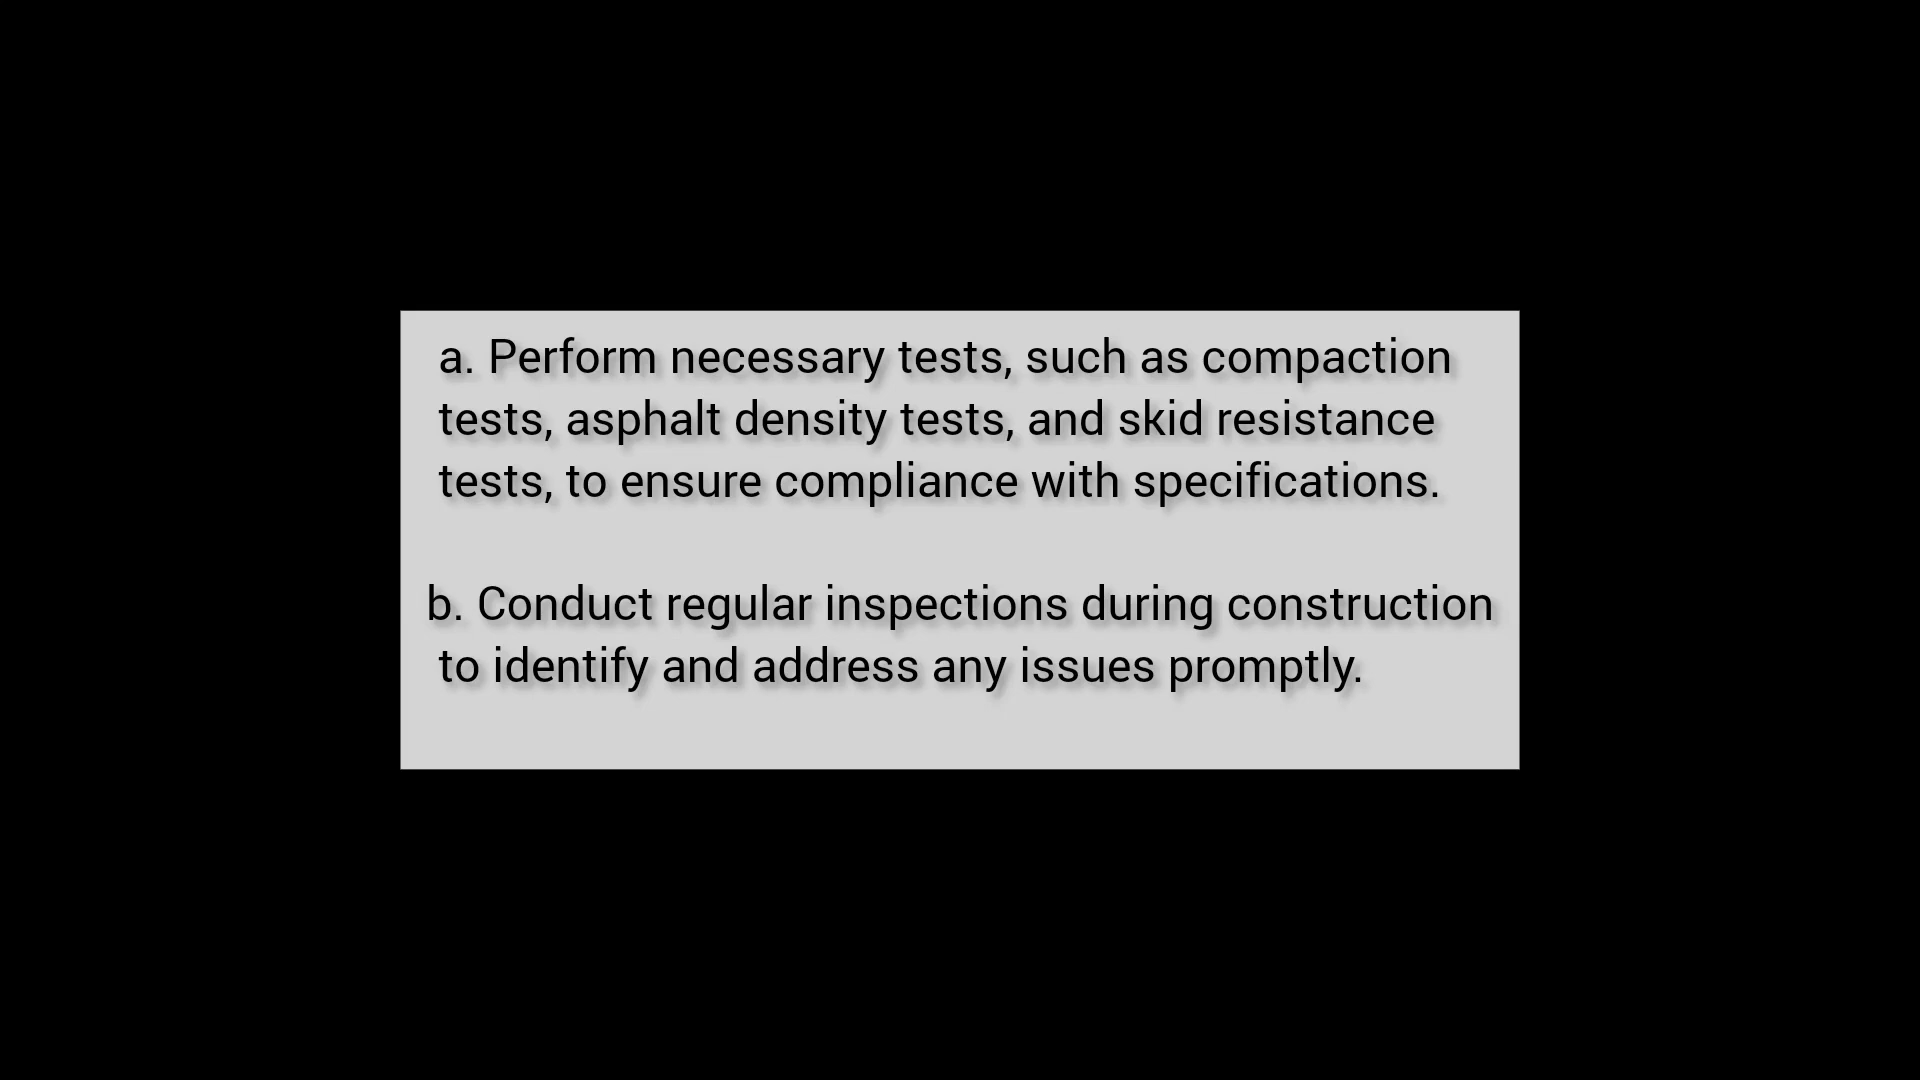 a. Perform necessary tests, such as compaction
tests, asphalt density tests, and skid resistance
tests, to ensure compliance with specifications.
b. Conduct regular inspections during construction
to identify and address any issues promptly.